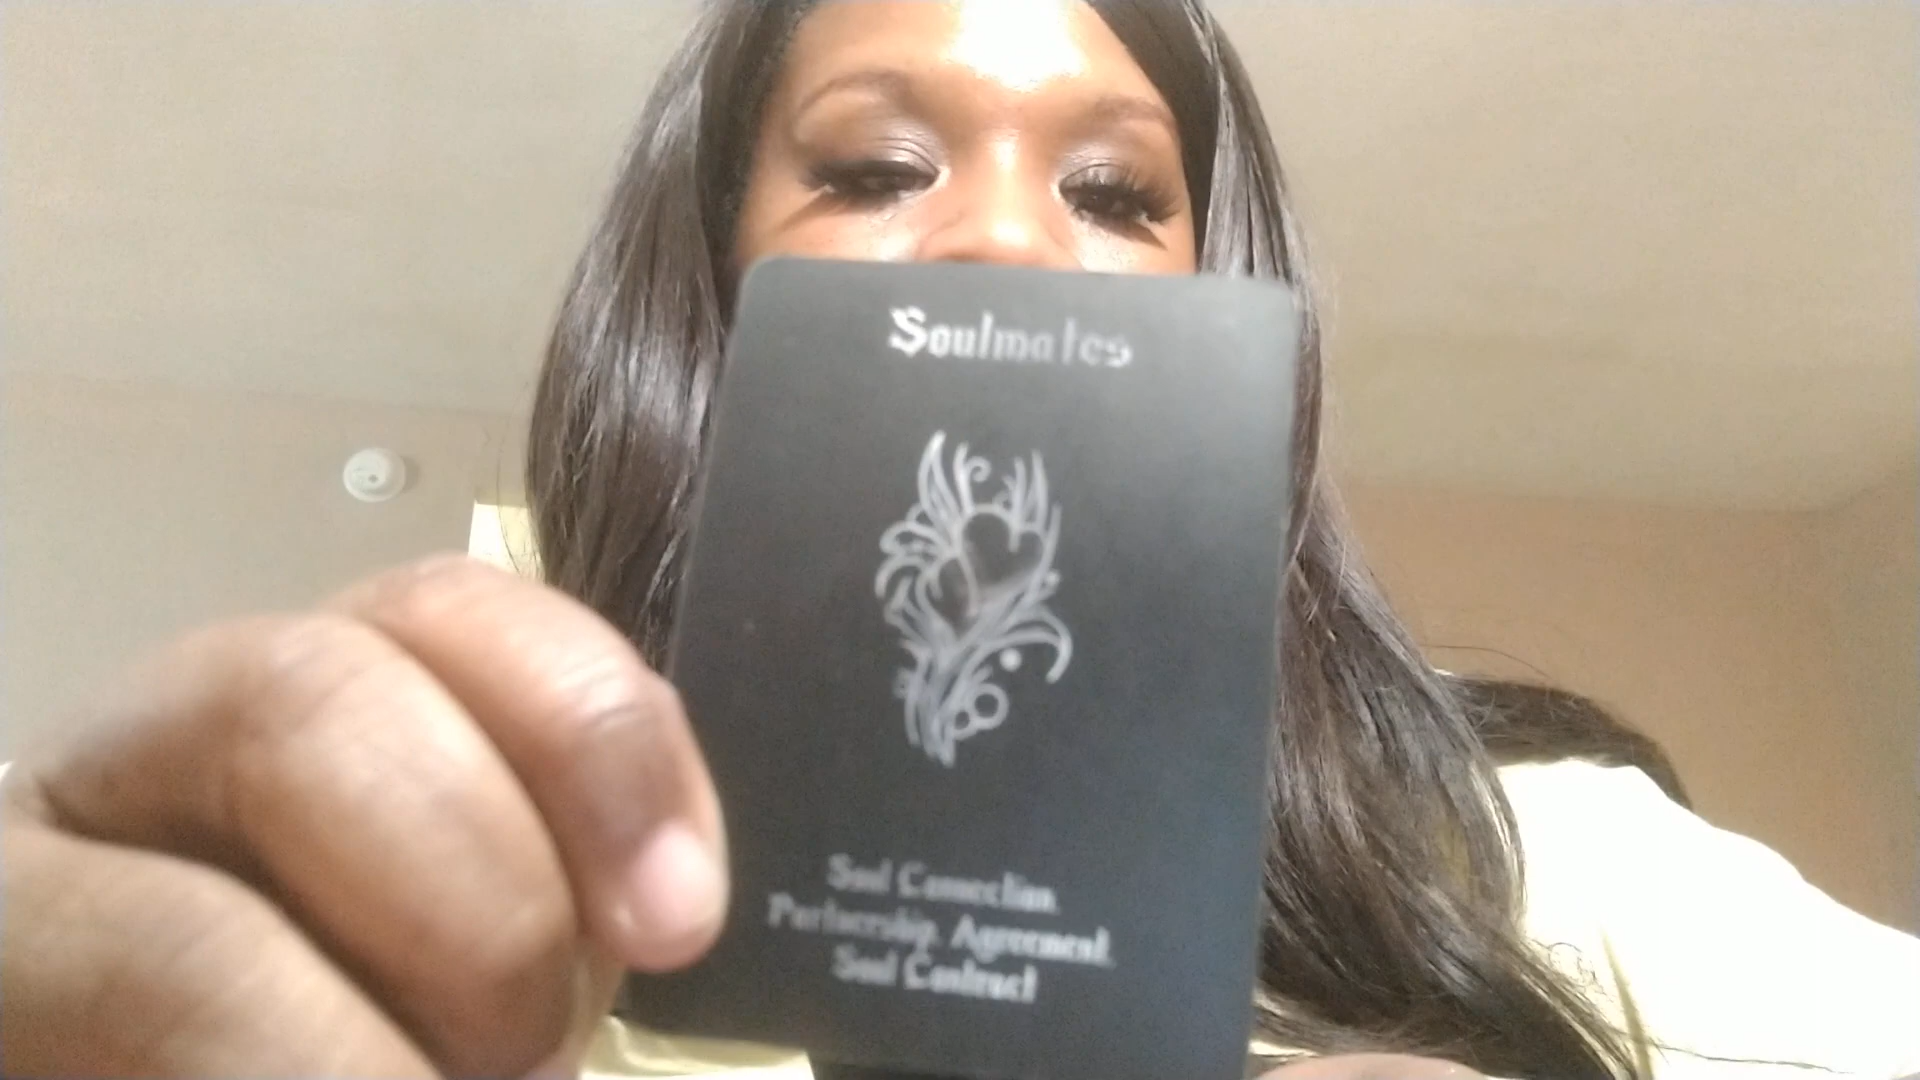 Soulmates
Soul Connection
Partnership, Agreement,
Soul Contract